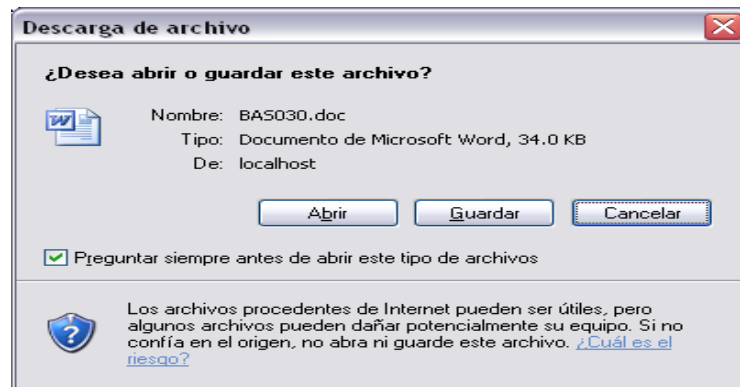 Descarga de archivo
¿Desea abrir o guardar este archivo?
Nombre: BAS030.doc
Tipo: Documento de Microsoft Word, 34.0 KB
De: localhost
Abrir Guardar Cancelar
Preguntar siempre antes de abrir este tipo de archivos
Los archivos procedentes de Internet pueden ser útiles, pero
algunos archivos pueden dañar potencialmente su equipo. Si no
confía en el origen, no abra ni guarde este archivo. ¿Cuál es el
riesgo?